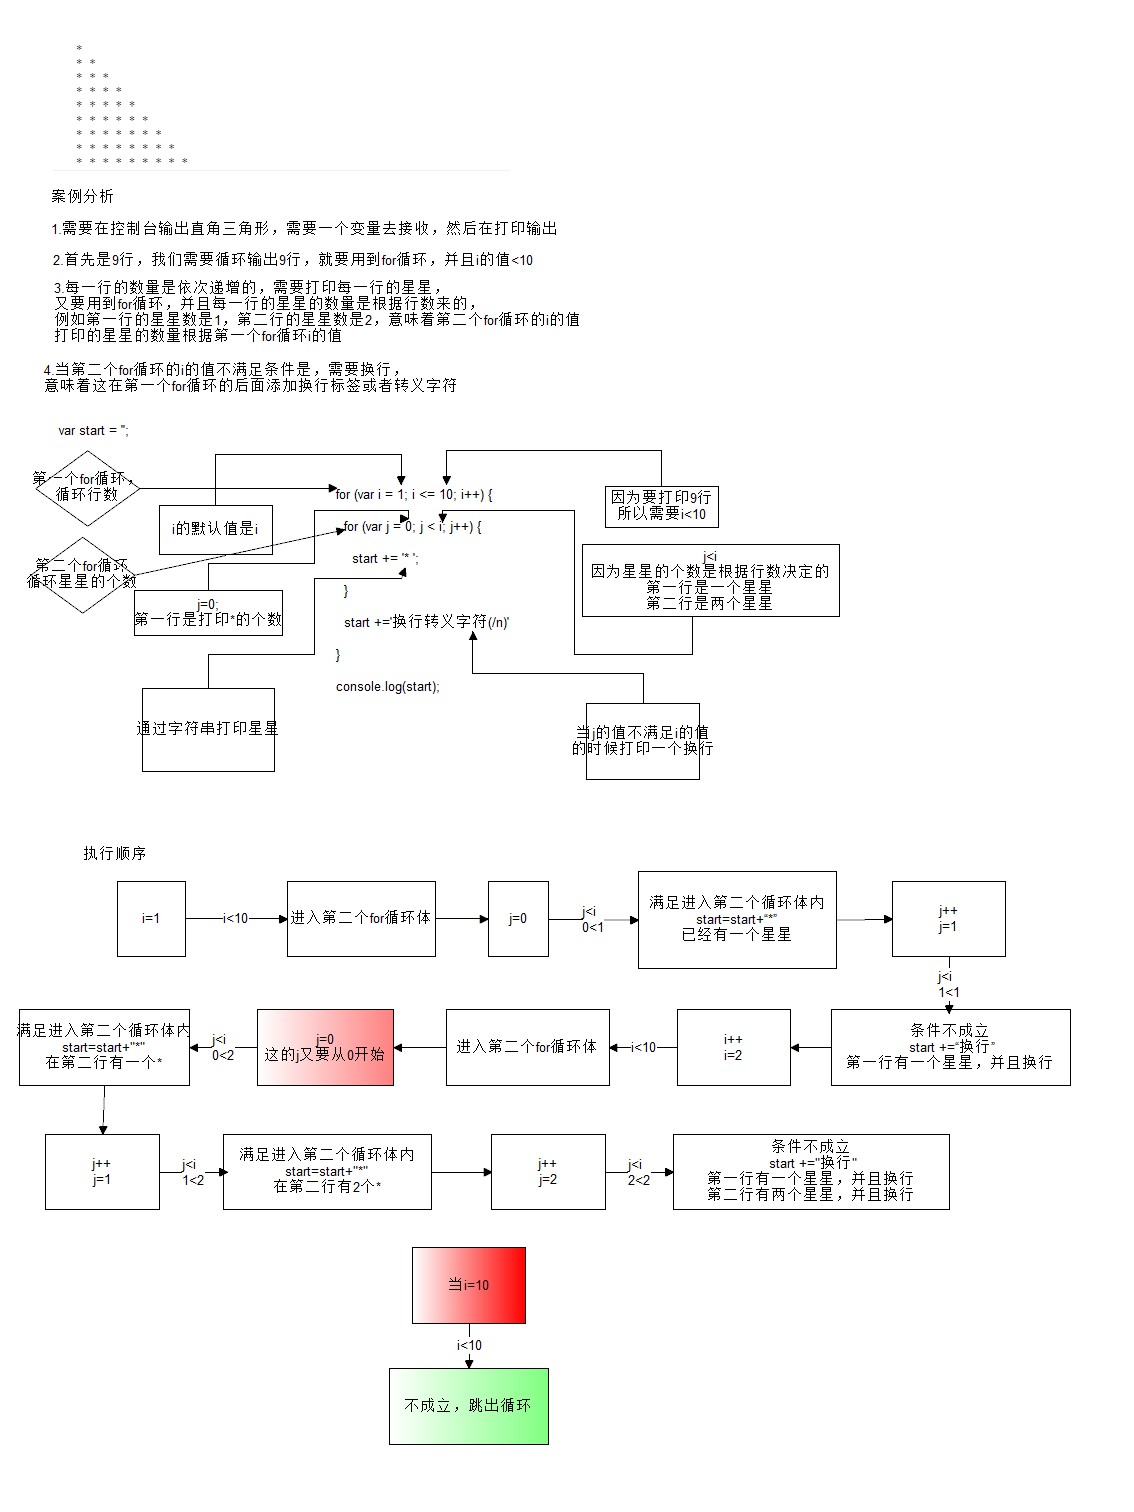 *
* *
* * *
* * * *
* * * * *
* * * * * *
* * * * * * *
* * * * * * * *
* * * * * * * * *
案例分析
1.需要在控制台输出直角三角形，需要一个变量去接收，然后在打印输出
2.首先是9行，我们需要循环输出9行，就要用到for循环，并且i的值<10
3.每一行的数量是依次递增的，需要打印每一行的星星，
又要用到for循环，并且每一行的星星的数量是根据行数来的，
例如第一行的星星数是1，第二行的星星数是2，意味着第二个for循环的i的值
打印的星星的数量根据第一个for循环i的值
4.当第二个for循环的i的值不满足条件是，需要换行，
意味着这在第一个for循环的后面添加换行标签或者转义字符
var start = '';
第一个for循环，
循环行数
for (var i = 1; i <= 10; i++) {
因为要打印9行
所以需要i<10
i的默认值是i
for (var j = 0; j < i; j++) {
第二个for循环
循环星星的个数
start += '* ';
j<i
因为星星的个数是根据行数决定的
第一行是一个星星
第二行是两个星星
}
j=0;
第一行是打印*的个数
start +='换行转义字符(/n)'
}
console.log(start);
通过字符串打印星星
当j的值不满足i的值
的时候打印一个换行
执行顺序
i=1
i<10
进入第二个for循环体
j=0
j<i
0<1
满足进入第二个循环体内
start=start+“*”
已经有一个星星
j++
j=1
j<i
1<1
条件不成立
start +=“换行”
第一行有一个星星，并且换行
i++
i=2
i<10
进入第二个for循环体
j=0
这的j又要从0开始
j<i
0<2
满足进入第二个循环体内
start=start+"*"
在第二行有一个*
j++
j=1
j<i
1<2
满足进入第二个循环体内
start=start+"*"
在第二行有2个*
j++
j=2
j<i
2<2
条件不成立
start +="换行"
第一行有一个星星，并且换行
第二行有两个星星，并且换行
当i=10
i<10
不成立，跳出循环